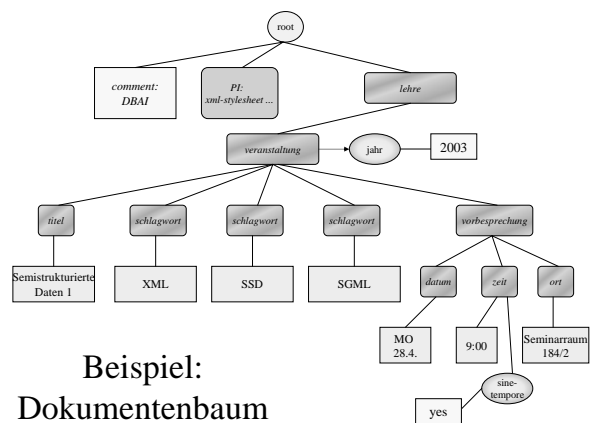 root
comment:
DBAI
PI:
xml-stylesheet ...
lehre
veranstaltung
jahr
2003
titel
schlagwort
schlagwort
schlagwort
vorbesprechung
Semistrukturierte
Daten 1
XML
SSD
SGML
datum
zeit
ort
MO
28.4.
9:00
Seminarraum
184/2
sine-
tempore
yes
Beispiel:
Dokumentenbaum